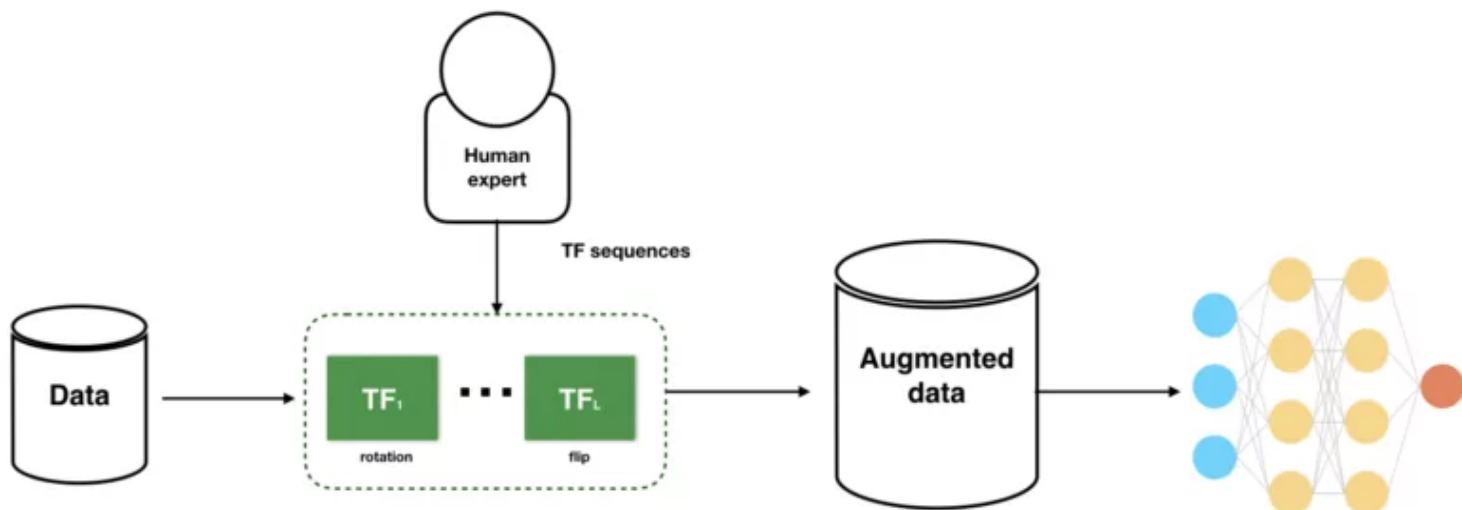 Human
expert
TF sequences
Data
TF₁
...
TFL
rotation
flip
Augmented
data